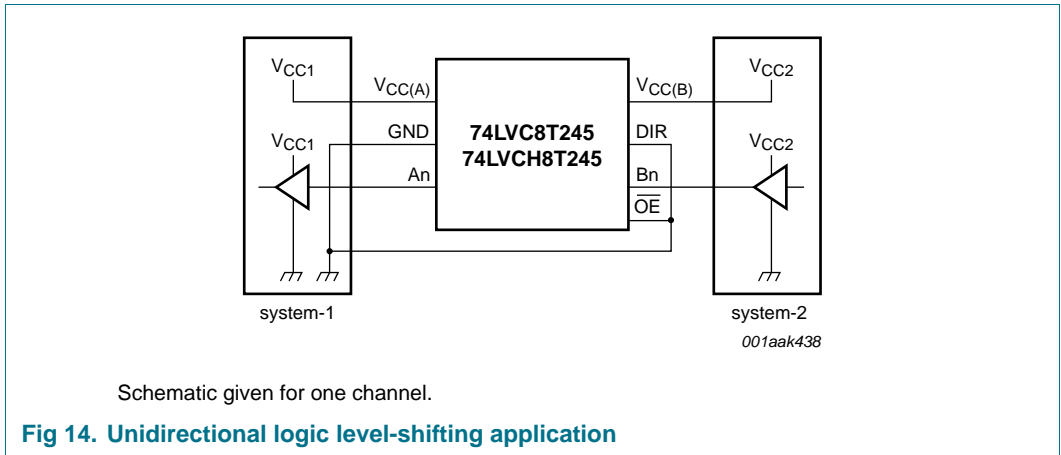 VCC1
VCC2
VCC(A)
VCC(B)
GND
74LVC8T245
DIR
VCC1
74LVCH8T245
VCC2
An
Bn
OE
system-1
system-2
001aak438
Schematic given for one channel.
Fig 14. Unidirectional logic level-shifting application